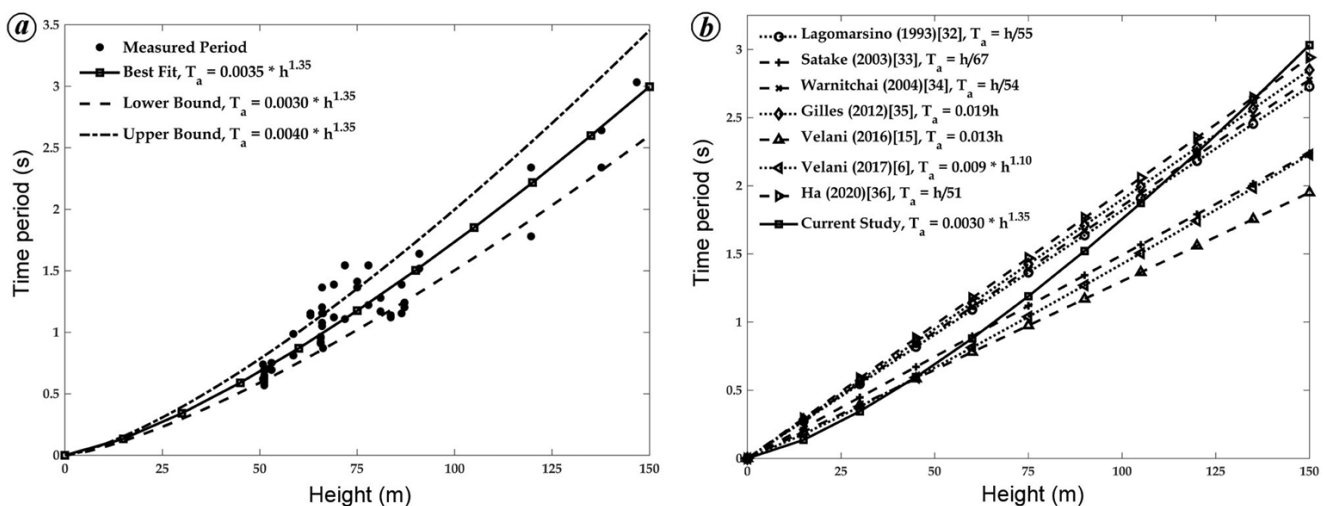 a
Time period (s)
3.5
3
2.5
2
1.5
1
0.5
0
Measured Period
Best Fit, Ta = 0.0035 * h1.35
Lower Bound, Ta = 0.0030 * h1.35
Upper Bound, Ta = 0.0040 * h1.35
0 25 50 75 100 125 150
Height (m)
b
Time period (s)
3
2.5
2
1.5
1
0.5
0
Lagomarsino (1993)[32], Ta = h/55
Satake (2003)[33], Ta = h/67
Warnitchai (2004)[34], Ta = h/54
Gilles (2012)[35], Ta = 0.019h
Velani (2016)[15], Ta = 0.013h
Velani (2017)[6], Ta = 0.009 * h1.10
Ha (2020)[36], Ta = h/51
Current Study, Ta = 0.0030 * h1.35
0 25 50 75 100 125 150
Height (m)